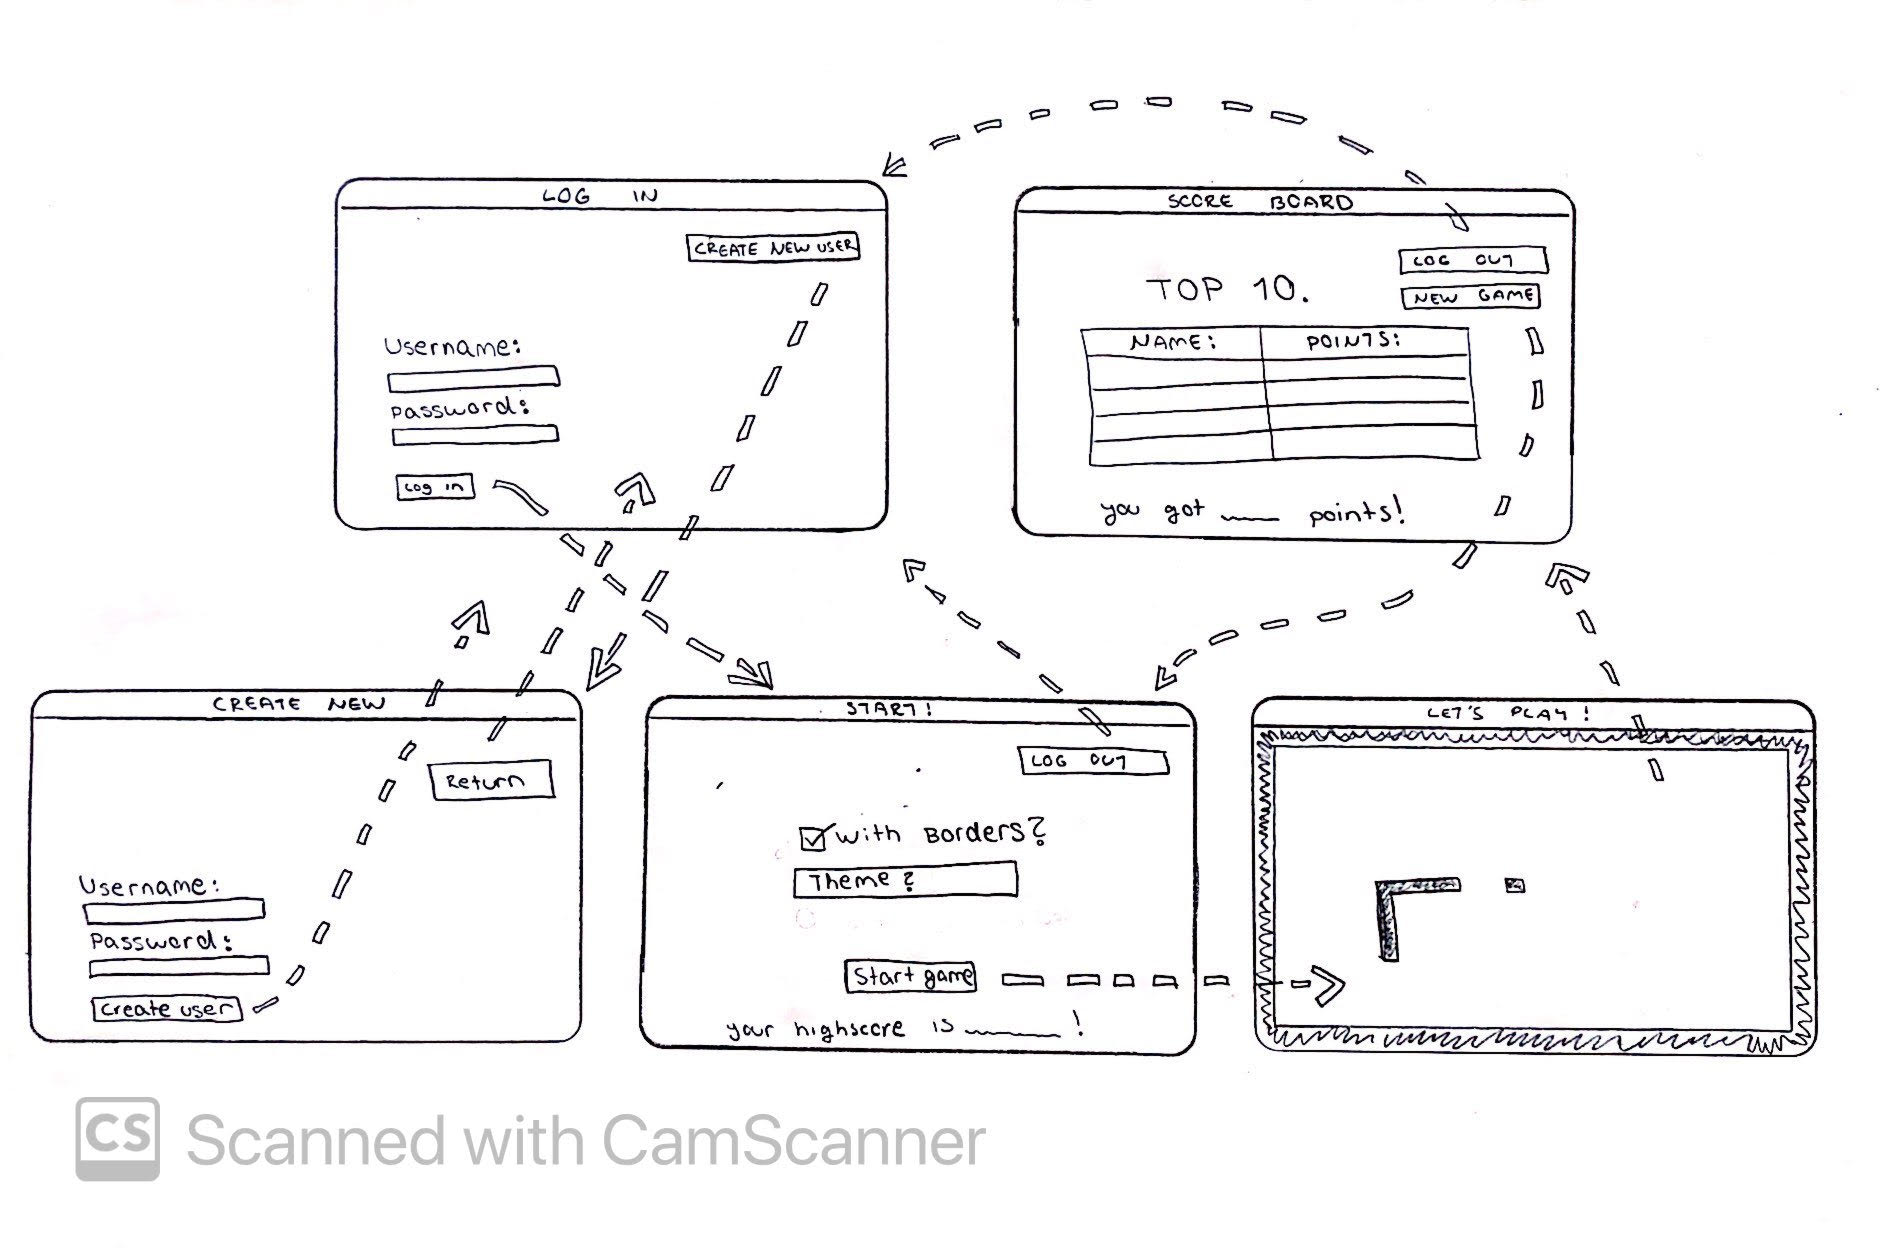 LOG IN
CREATE NEW USER
Username:
Password:
Log in
SCORE BOARD
LOG OUT
NEW GAME
TOP 10.
NAME: POINTS:
you got ____ points!
CREATE NEW
Return
Username:
Password:
Create user
START!
LOG OUT
With Borders?
Theme?
Start game
your highscore is ______!
LET'S PLAY!
CS Scanned with CamScanner